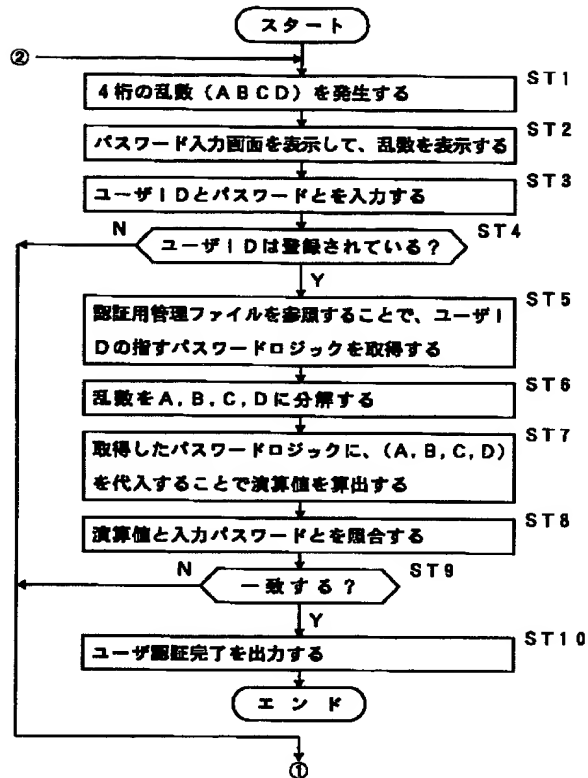 スタート
②
ST1
4桁の乱数(ABCD)を発生する
ST2
パスワード入力画面を表示して、乱数を表示する
ST3
ユーザIDとパスワードとを入力する
N
ST4
ユーザIDは登録されている?
Y
ST5
認証用管理ファイルを参照することで、ユーザI
Dの指すパスワードロジックを取得する
ST6
乱数をA,B,C,Dに分解する
ST7
取得したパスワードロジックに、(A,B,C,D)
を代入することで演算値を算出する
ST8
演算値と入力パスワードとを照合する
N
ST9
一致する?
Y
ST10
ユーザ認証完了を出力する
エンド
①